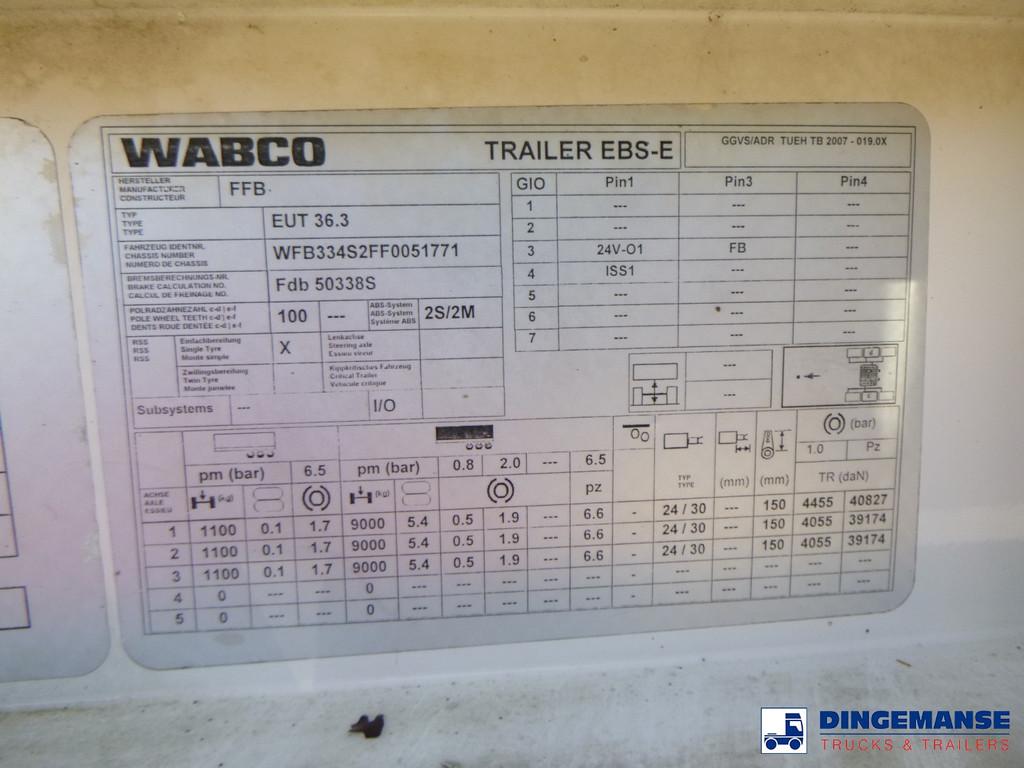 WABCO TRAILER EBS-E GGVS/ADR TUEH TB 2007 - 019.0X
HERSTELLER
MANUFACTURER
CONSTRUCTEUR
FFB
TYP
TYPE
TYPE
EUT 36.3
FAHRZEUG IDENTNR.
CHASSIS NUMBER
NUMERO DE CHASSIS
WFB334S2FF0051771
BREMSBERECHNUNGS-NR.
BRAKE CALCULATION NO.
CALCUL DE FREINAGE NO.
Fdb 50338S
POLRADZAHNEZAHL c-d | e-f
POLE WHEEL TEETH c-d | e-f
DENTS ROUE DENTÉE c-d | e-f
100 ---
ABS-System
ABS-System
Système ABS
2S/2M
RSS
RSS
RSS
Einfachbereifung
Single Tyre
Monte simple
X
Lenkachse
Steering axle
Essieu vireur
Zwillingsbereifung
Twin Tyre
Monte jumelée
-
Kippkritisches Fahrzeug
Critical Trailer
Véhicule critique
Subsystems --- I/O
GIO Pin1 Pin3 Pin4
1 --- --- ---
2 --- --- ---
3 24V-O1 FB ---
4 ISS1 --- ---
5 --- --- ---
6 --- --- ---
7 --- --- ---
---
---
pm (bar) 6.5 pm (bar) 0.8 2.0 --- 6.5 (bar)
1.0 Pz
ACHSE
AXLE
ESSIEU
(kg) (kg) pz TYP
TYPE
(mm) (mm) TR (daN)
1 1100 0.1 1.7 9000 5.4 0.5 1.9 --- 6.6 - 24 / 30 --- 150 4455 40827
2 1100 0.1 1.7 9000 5.4 0.5 1.9 --- 6.6 - 24 / 30 --- 150 4055 39174
3 1100 0.1 1.7 9000 5.4 0.5 1.9 --- 6.6 - 24 / 30 --- 150 4055 39174
4 0 --- --- 0 --- --- --- --- --- - --- --- --- --- ---
5 0 --- --- 0 --- --- --- --- --- - --- --- --- --- ---
DINGEMANSE
TRUCKS & TRAILERS